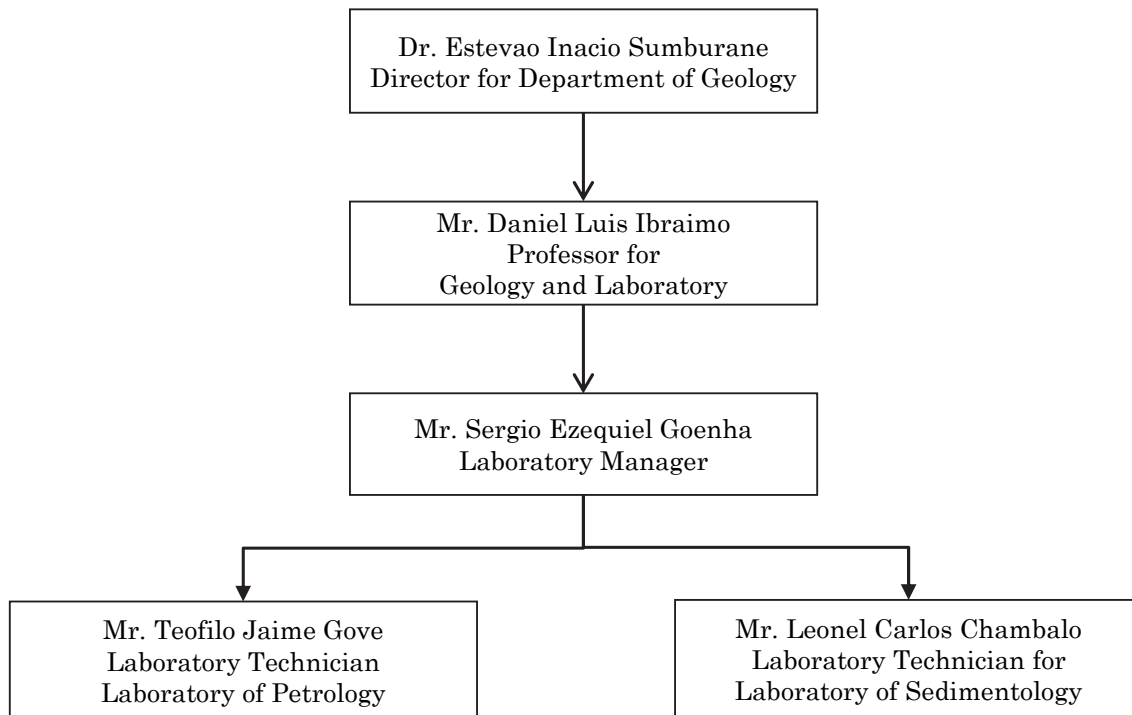 Dr. Estevao Inacio Sumburane
Director for Department of Geology
Mr. Daniel Luis Ibraimo
Professor for
Geology and Laboratory
Mr. Sergio Ezequiel Goenha
Laboratory Manager
Mr. Teofilo Jaime Gove
Laboratory Technician
Laboratory of Petrology
Mr. Leonel Carlos Chambalo
Laboratory Technician for
Laboratory of Sedimentology